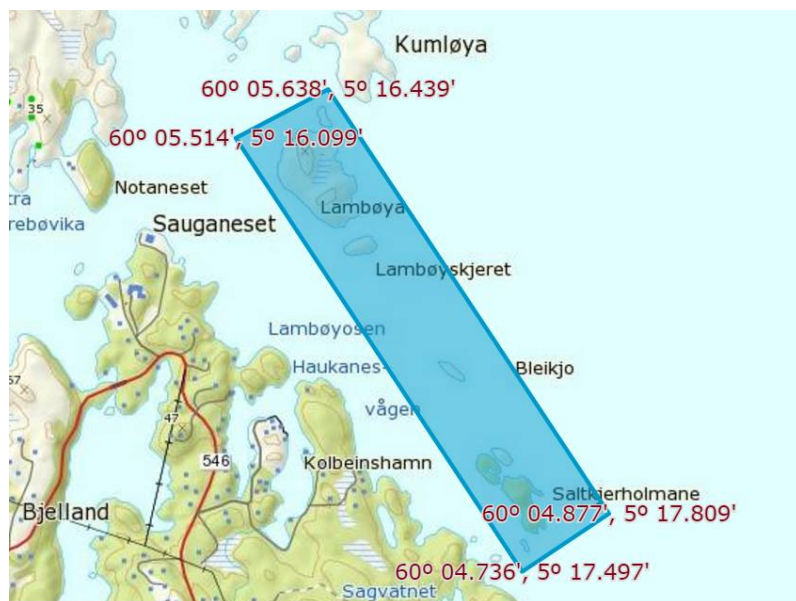 Kumløya
60º 05.638', 5º 16.439'
35
60º 05.514', 5º 16.099'
Notaneset
tra
rebøvika
Sauganeset
Lambøya
Lambøyskjeret
Lambøyosen
Haukanes-
vågen
Bleikjo
57
47
546
Kolbeinshamn
Saltkjerholmane
60º 04.877', 5º 17.809'
Bjelland
60º 04.736', 5º 17.497'
Sagvatnet